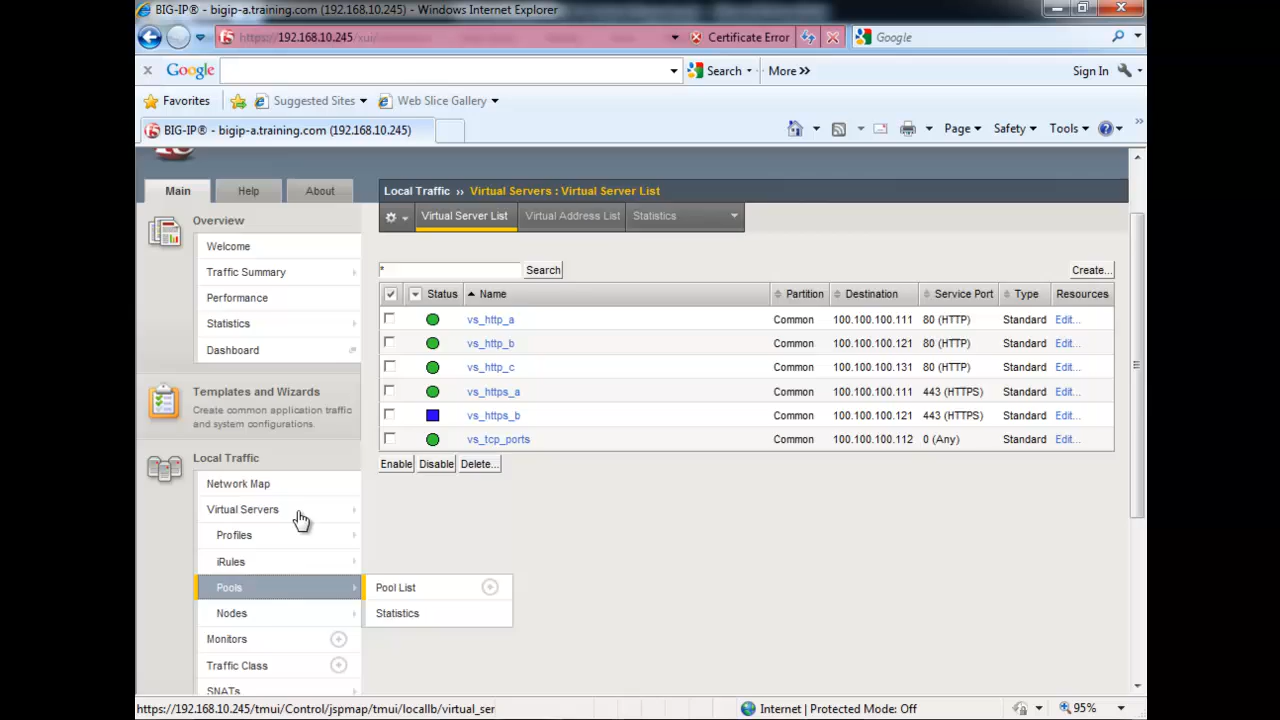 BIG-IP® - bigip-a.training.com (192.168.10.245) - Windows Internet Explorer
https://192.168.10.245/xui/
Certificate Error
Google
Google
Search
More »
Sign In
Favorites
Suggested Sites
Web Slice Gallery
BIG-IP® - bigip-a.training.com (192.168.10.245)
Page
Safety
Tools
Main
Help
About
Local Traffic ›› Virtual Servers : Virtual Server List
Virtual Server List
Virtual Address List
Statistics
Overview
Welcome
Traffic Summary
Performance
Statistics
Dashboard
Templates and Wizards
Create common application traffic
and system configurations.
Local Traffic
Network Map
Virtual Servers
Profiles
iRules
Pools
Nodes
Monitors
Traffic Class
SNATs
Pool List
Statistics
*
Search
Create...
Status Name Partition Destination Service Port Type Resources
vs_http_a Common 100.100.100.111 80 (HTTP) Standard Edit...
vs_http_b Common 100.100.100.121 80 (HTTP) Standard Edit...
vs_http_c Common 100.100.100.131 80 (HTTP) Standard Edit...
vs_https_a Common 100.100.100.111 443 (HTTPS) Standard Edit...
vs_https_b Common 100.100.100.121 443 (HTTPS) Standard Edit...
vs_tcp_ports Common 100.100.100.112 0 (Any) Standard Edit...
Enable
Disable
Delete...
https://192.168.10.245/tmui/Control/jspmap/tmui/locallb/virtual_ser
Internet | Protected Mode: Off
95%